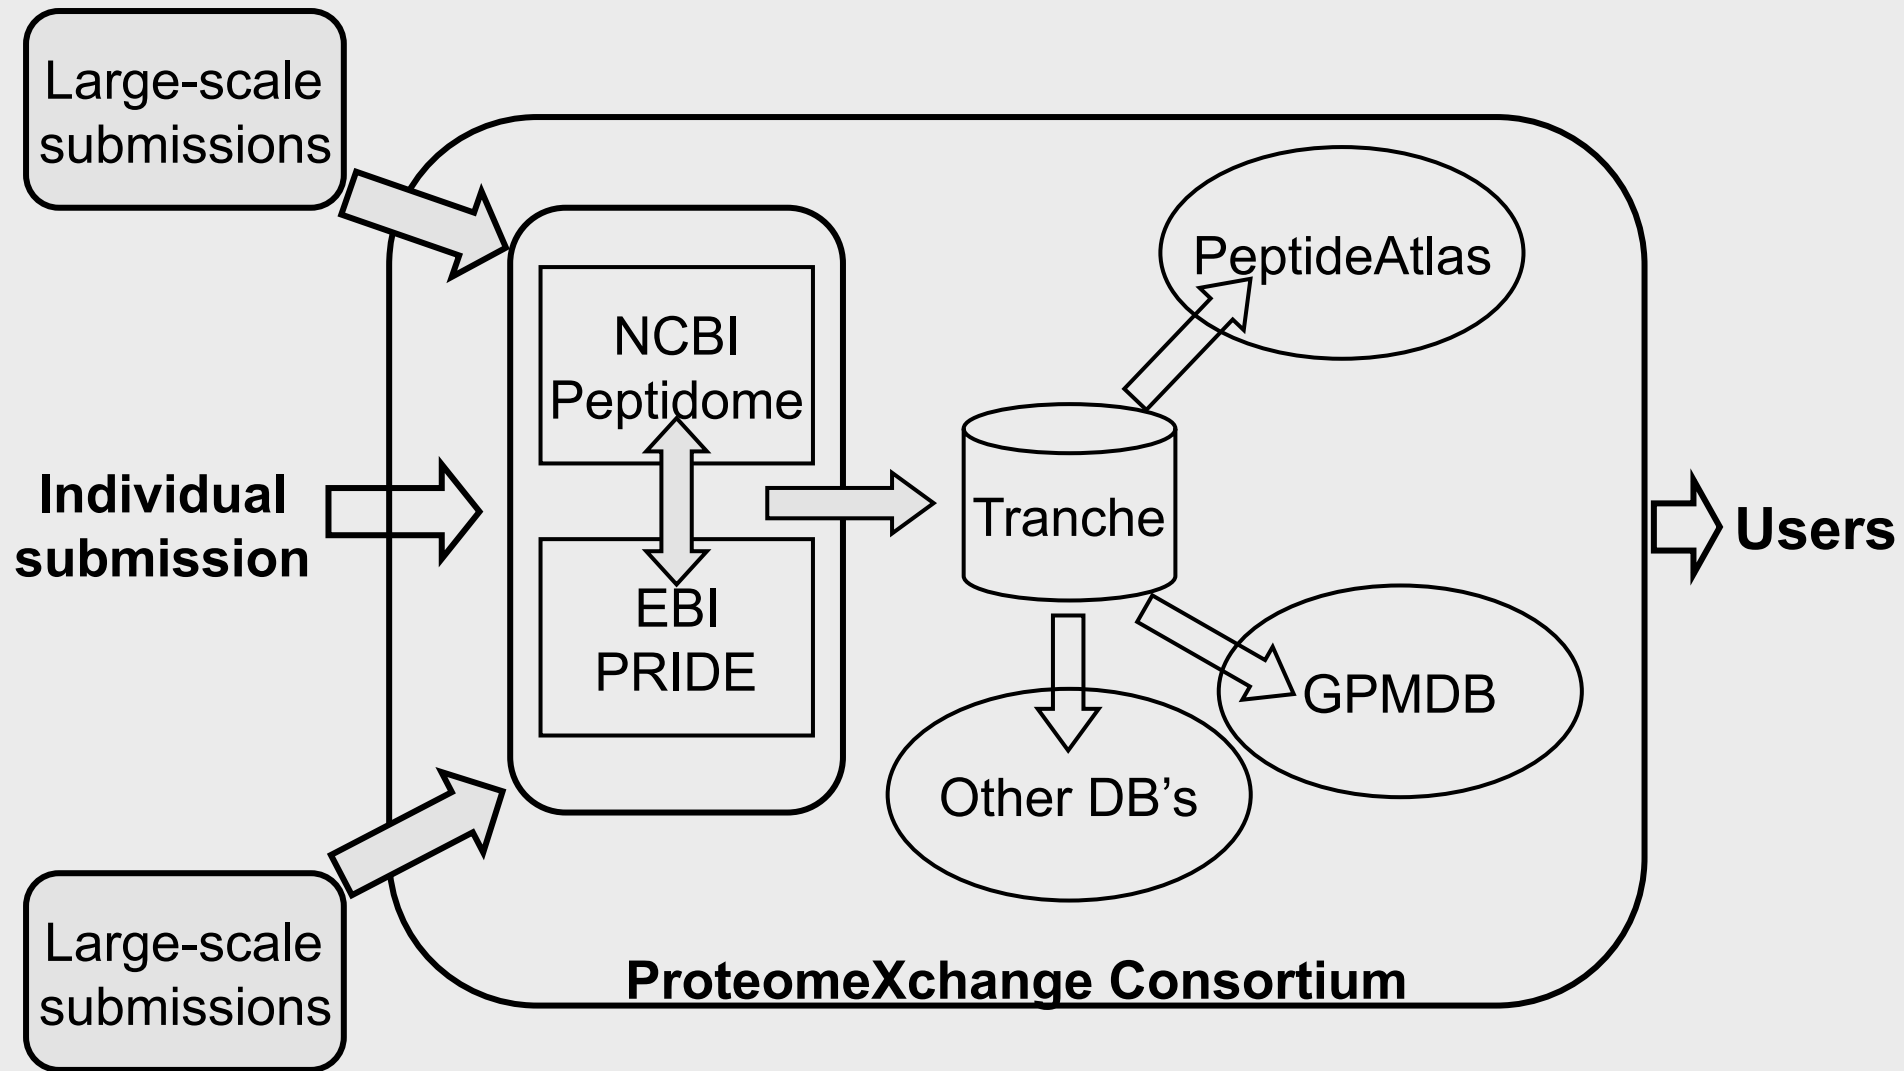 Large-scale
submissions
Individual
submission
Large-scale
submissions
NCBI
Peptidome
EBI
PRIDE
Tranche
PeptideAtlas
GPMDB
Other DB’s
ProteomeXchange Consortium
Users